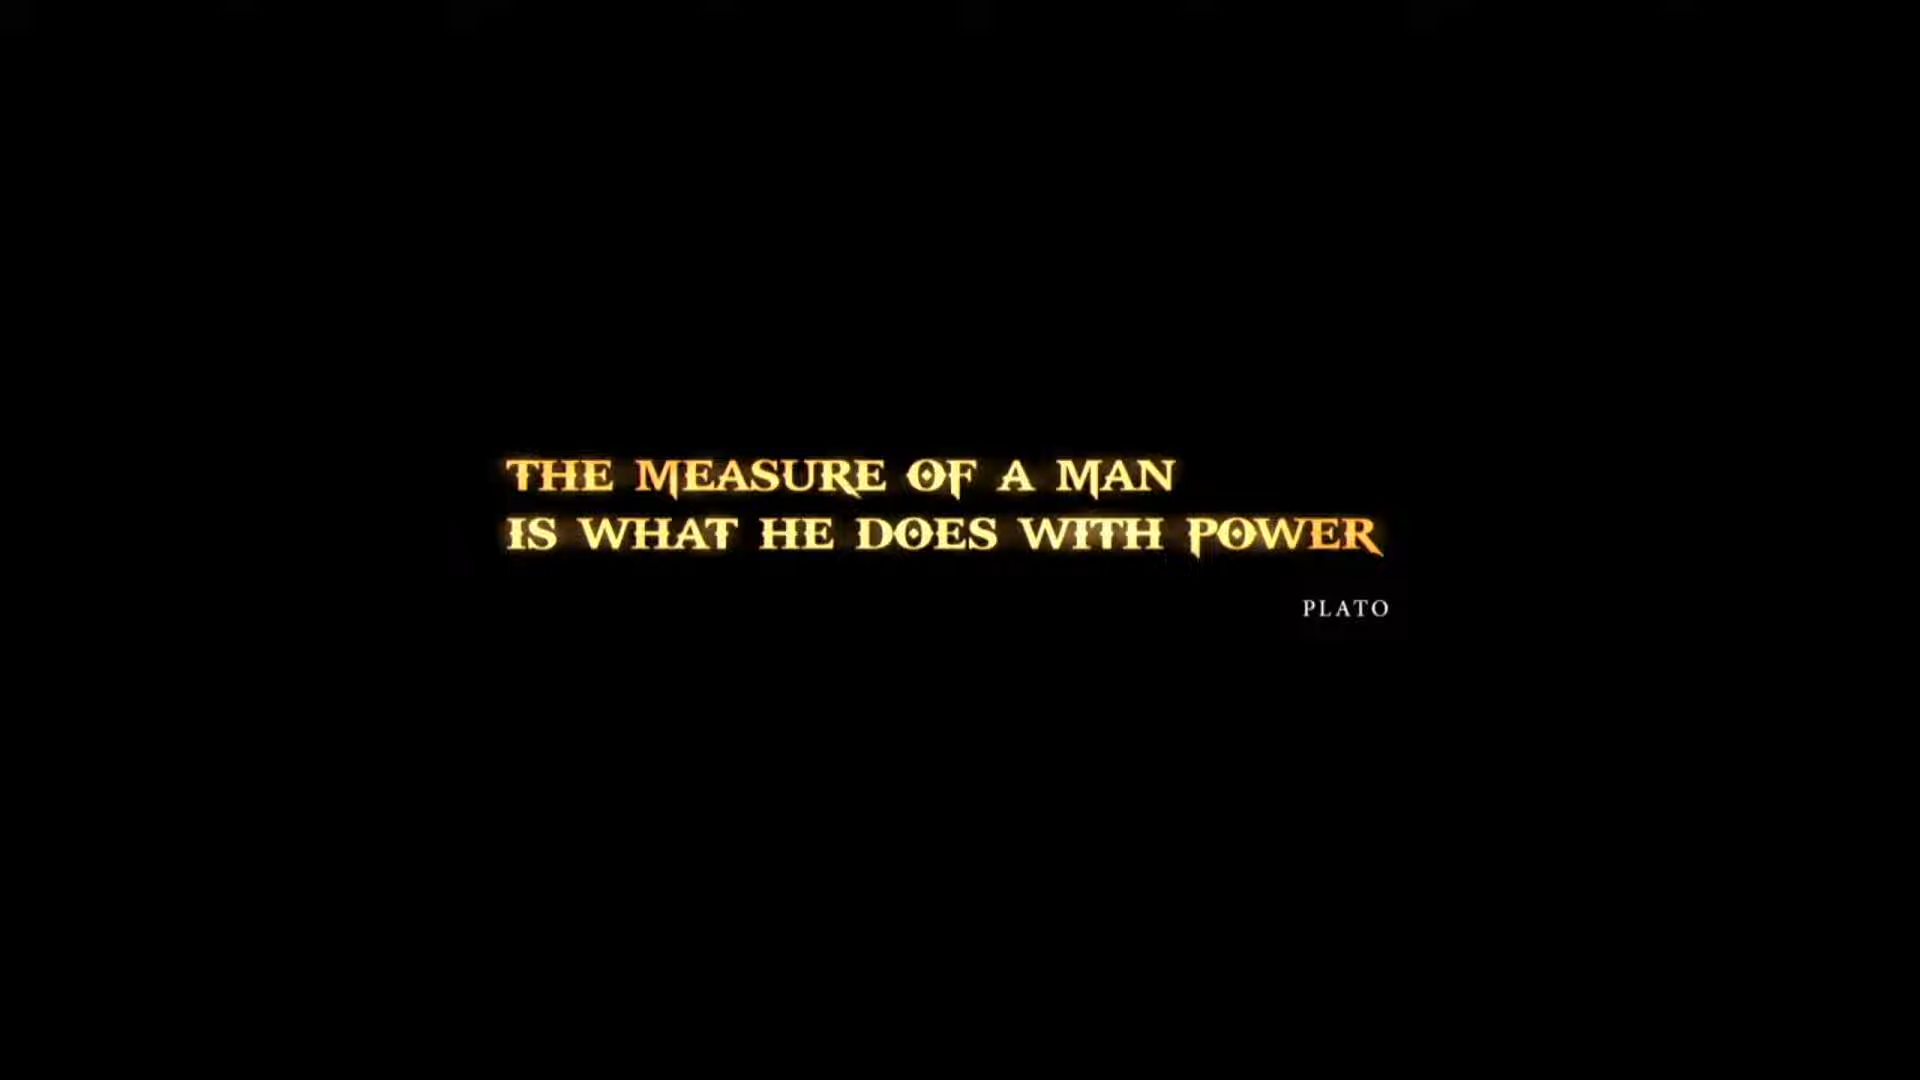 THE MEASURE OF A MAN
IS WHAT HE DOES WITH POWER
PLATO